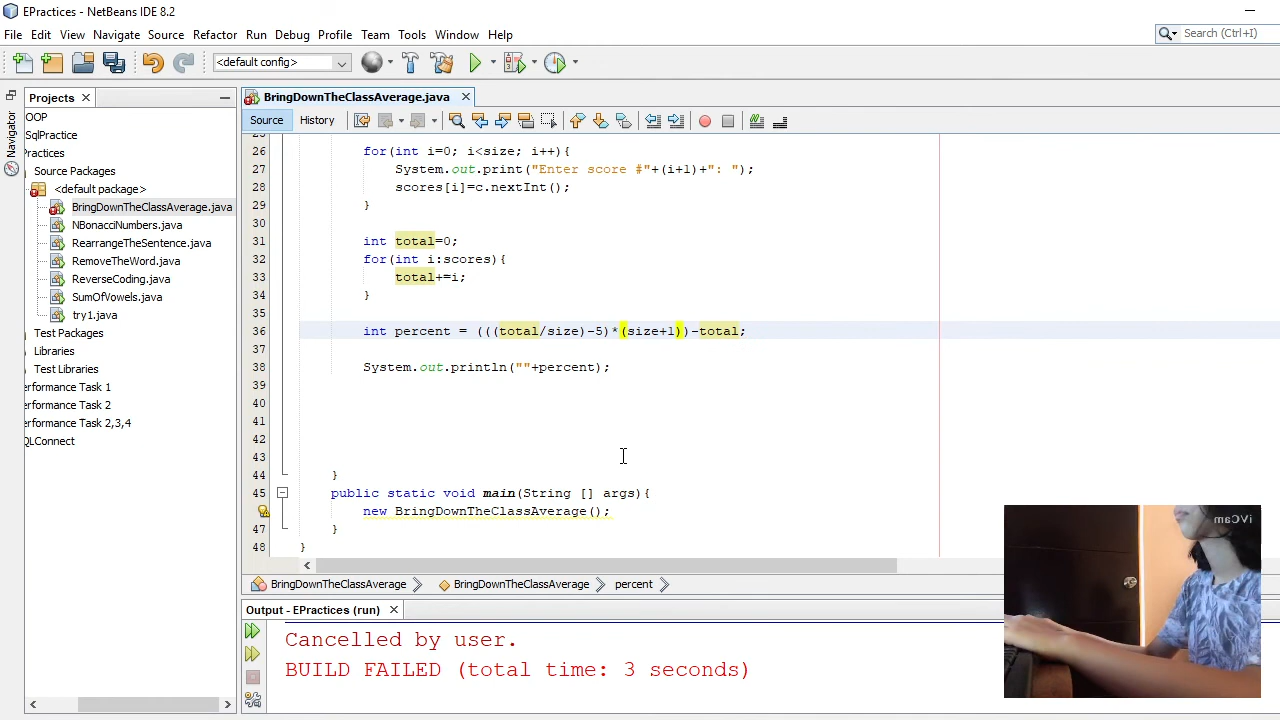 EPractices - NetBeans IDE 8.2
File Edit View Navigate Source Refactor Run Debug Profile Team Tools Window Help
Search (Ctrl+I)
<default config>
Projects
BringDownTheClassAverage.java
Navigator
Source History
OOP
SqlPractice
Practices
Source Packages
<default package>
BringDownTheClassAverage.java
NBonacciNumbers.java
RearrangeTheSentence.java
RemoveTheWord.java
ReverseCoding.java
SumOfVowels.java
try1.java
Test Packages
Libraries
Test Libraries
erformance Task 1
erformance Task 2
erformance Task 2,3,4
QLConnect
25
26 for(int i=0; i<size; i++){
27 System.out.print("Enter score #"+(i+1)+": ");
28 scores[i]=c.nextInt();
29 }
30
31 int total=0;
32 for(int i:scores){
33 total+=i;
34 }
35
36 int percent = (((total/size)-5)*(size+1))-total;
37
38 System.out.println(""+percent);
39
40
41
42
43
44 }
45 public static void main(String [] args){
new BringDownTheClassAverage();
47 }
48 }
BringDownTheClassAverage BringDownTheClassAverage percent
Output - EPractices (run)
Cancelled by user.
BUILD FAILED (total time: 3 seconds)
iVCam